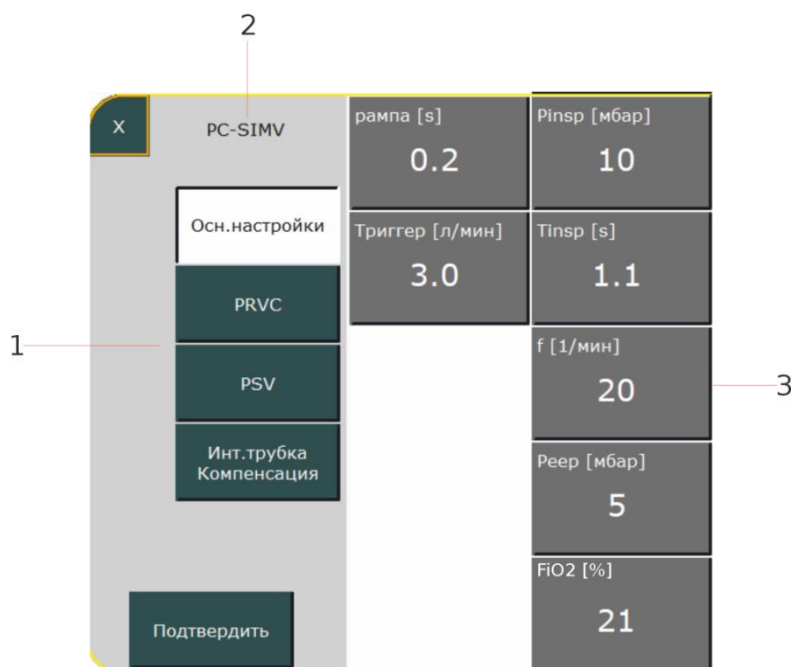 2
X
PC-SIMV
рампа [s]
0.2
Pinsp [мбар]
10
Осн.настройки
Триггер [л/мин]
3.0
Tinsp [s]
1.1
PRVC
1
f [1/мин]
20
3
PSV
Инт.трубка
Компенсация
Peep [мбар]
5
FiO2 [%]
21
Подтвердить